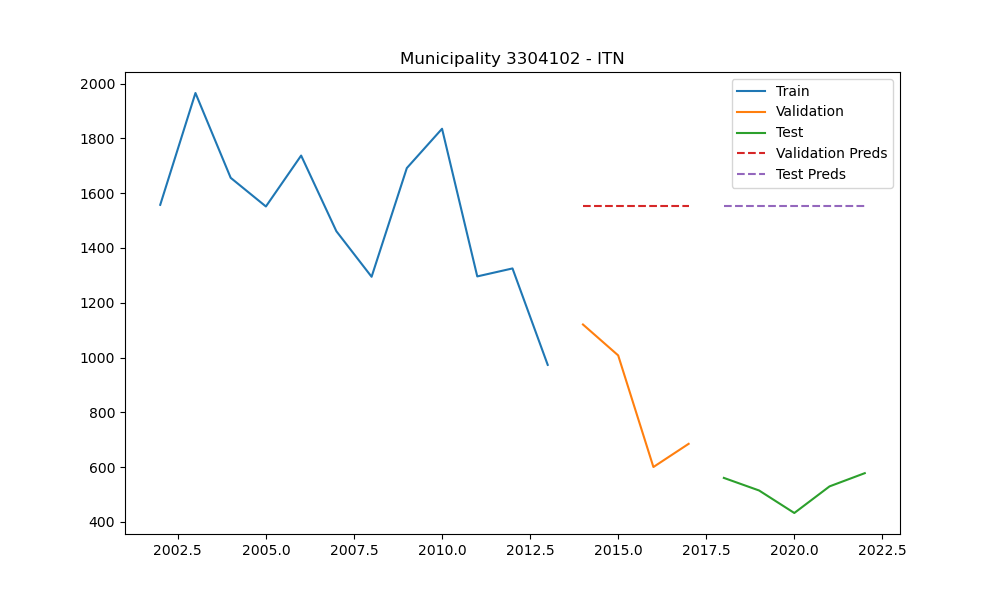 Municipality 3304102 - ITN
2000
1800
1600
1400
1200
1000
800
600
400
Train
Validation
Test
Validation Preds
Test Preds
2002.5 2005.0 2007.5 2010.0 2012.5 2015.0 2017.5 2020.0 2022.5